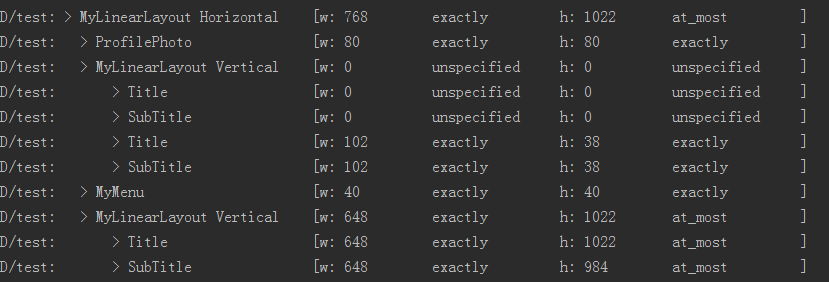 D/test: > MyLinearLayout Horizontal [w: 768 exactly h: 1022 at_most ]
D/test: > ProfilePhoto [w: 80 exactly h: 80 exactly ]
D/test: > MyLinearLayout Vertical [w: 0 unspecified h: 0 unspecified ]
D/test: > Title [w: 0 unspecified h: 0 unspecified ]
D/test: > SubTitle [w: 0 unspecified h: 0 unspecified ]
D/test: > Title [w: 102 exactly h: 38 exactly ]
D/test: > SubTitle [w: 102 exactly h: 38 exactly ]
D/test: > MyMenu [w: 40 exactly h: 40 exactly ]
D/test: > MyLinearLayout Vertical [w: 648 exactly h: 1022 at_most ]
D/test: > Title [w: 648 exactly h: 1022 at_most ]
D/test: > SubTitle [w: 648 exactly h: 984 at_most ]